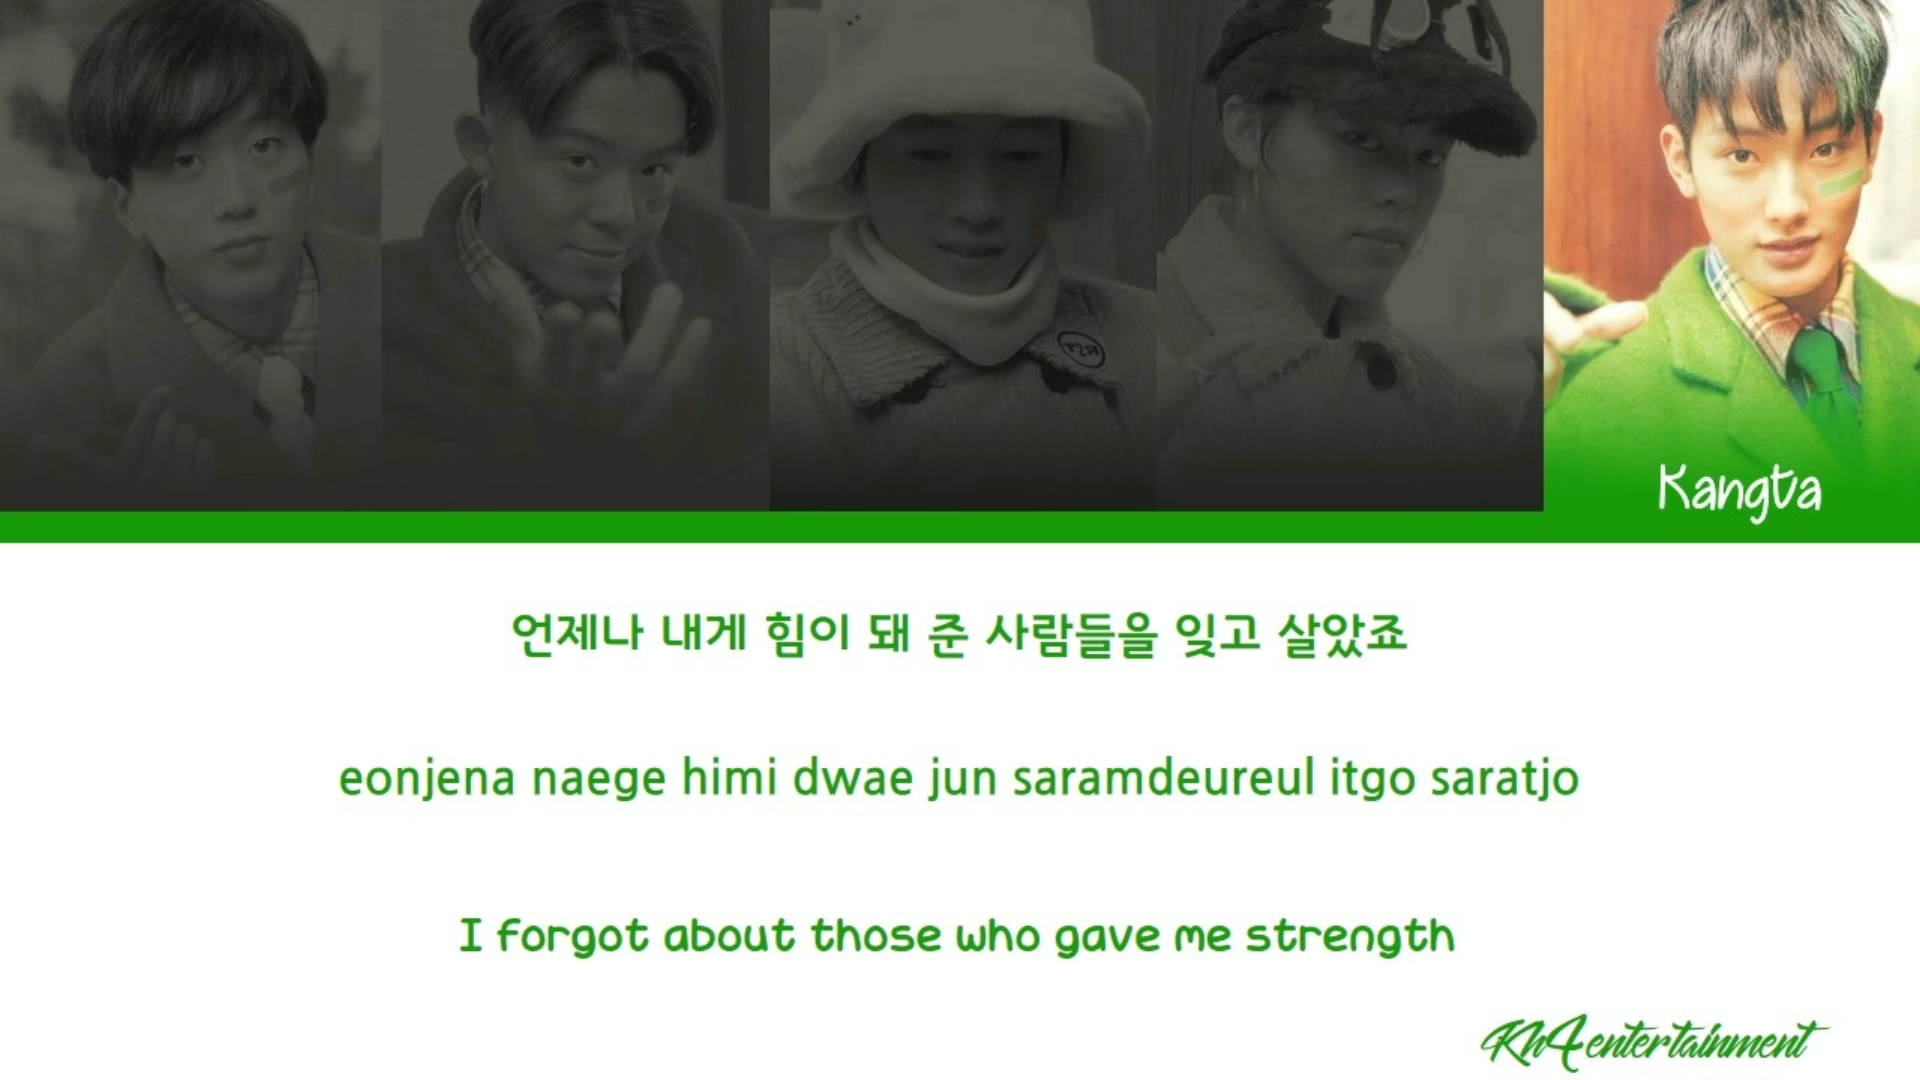 Kangta
언제나 내게 힘이 돼 준 사람들을 잊고 살았죠
eonjena naege himi dwae jun saramdeureul itgo saratjo
I forgot about those who gave me strength
Kh4entertainment